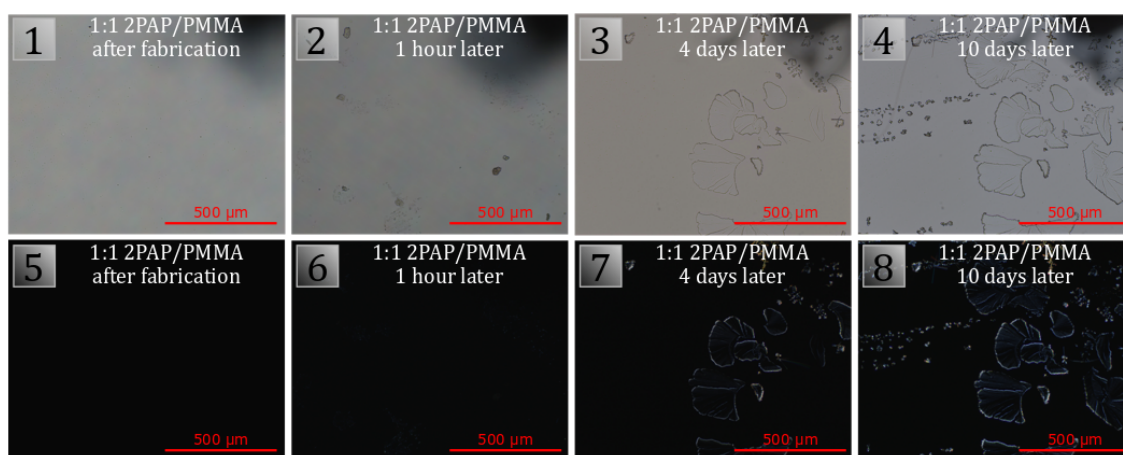 1
1:1 2PAP/PMMA
after fabrication
500 µm
2
1:1 2PAP/PMMA
1 hour later
500 µm
3
1:1 2PAP/PMMA
4 days later
500 µm
4
1:1 2PAP/PMMA
10 days later
500 µm
5
1:1 2PAP/PMMA
after fabrication
500 µm
6
1:1 2PAP/PMMA
1 hour later
500 µm
7
1:1 2PAP/PMMA
4 days later
500 µm
8
1:1 2PAP/PMMA
10 days later
500 µm